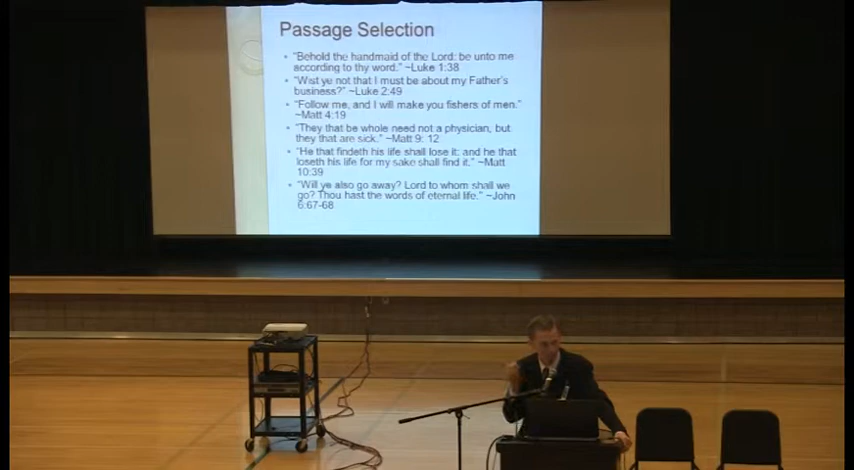 Passage Selection
• "Behold the handmaid of the Lord: be unto me
according to thy word." ~Luke 1:38
• "Wist ye not that I must be about my Father's
business?" ~Luke 2:49
• "Follow me, and I will make you fishers of men."
~Matt 4:19
• "They that be whole need not a physician, but
they that are sick." ~Matt 9: 12
• "He that findeth his life shall lose it: and he that
loseth his life for my sake shall find it." ~Matt
10:39
• "Will ye also go away? Lord to whom shall we
go? Thou hast the words of eternal life." ~John
6:67-68